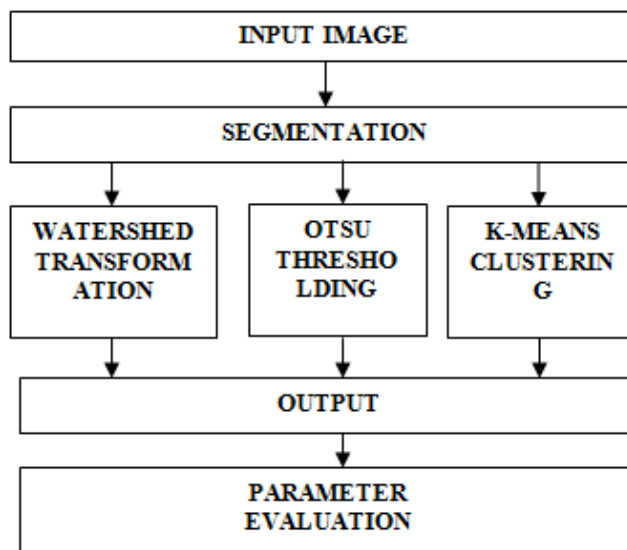 INPUT IMAGE
SEGMENTATION
WATERSHED
TRANSFORM
ATION
OTSU
THRESHO
LDING
K-MEANS
CLUSTERIN
G
OUTPUT
PARAMETER
EVALUATION